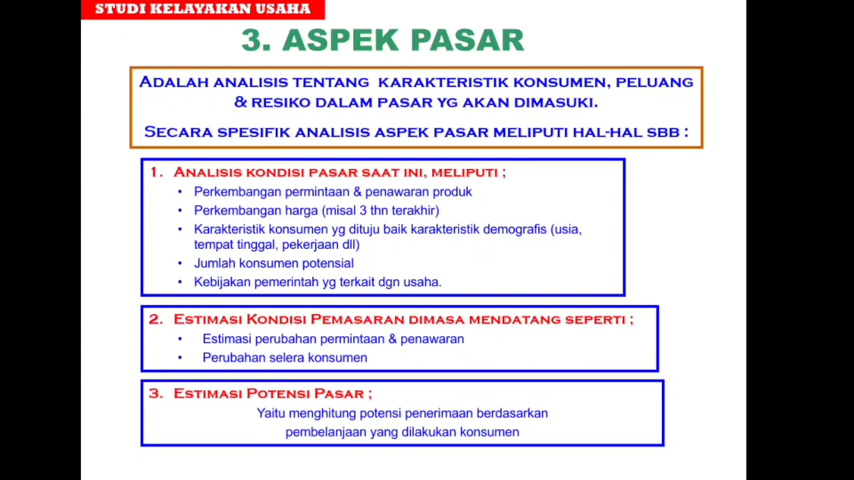 STUDI KELAYAKAN USAHA
3. ASPEK PASAR
ADALAH ANALISIS TENTANG KARAKTERISTIK KONSUMEN, PELUANG
& RESIKO DALAM PASAR YG AKAN DIMASUKI.
SECARA SPESIFIK ANALISIS ASPEK PASAR MELIPUTI HAL-HAL SBB :
1. ANALISIS KONDISI PASAR SAAT INI, MELIPUTI ;
• Perkembangan permintaan & penawaran produk
• Perkembangan harga (misal 3 thn terakhir)
• Karakteristik konsumen yg dituju baik karakteristik demografis (usia,
tempat tinggal, pekerjaan dll)
• Jumlah konsumen potensial
• Kebijakan pemerintah yg terkait dgn usaha.
2. ESTIMASI KONDISI PEMASARAN DIMASA MENDATANG SEPERTI ;
• Estimasi perubahan permintaan & penawaran
• Perubahan selera konsumen
3. ESTIMASI POTENSI PASAR ;
Yaitu menghitung potensi penerimaan berdasarkan
pembelanjaan yang dilakukan konsumen